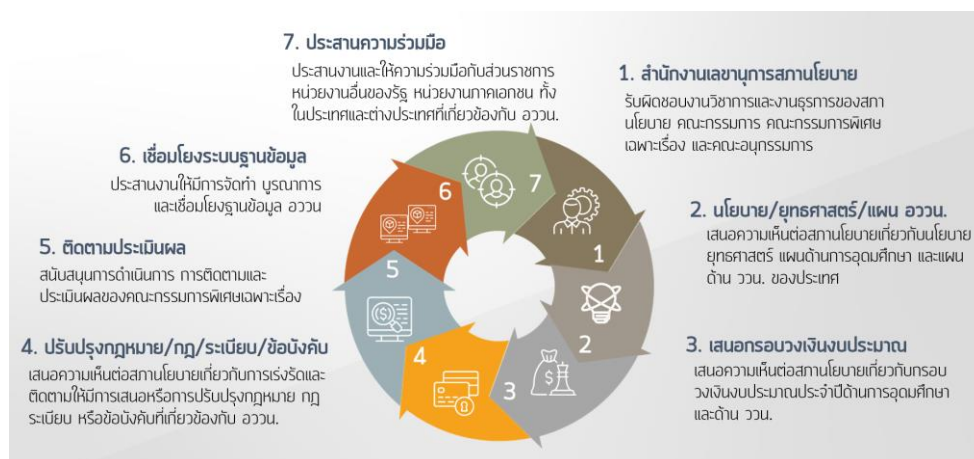 7. ประสานความร่วมมือ
ประสานงานและให้ความร่วมมือกับส่วนราชการ
หน่วยงานอื่นของรัฐ หน่วยงานภาคเอกชน ทั้ง
ในประเทศและต่างประเทศที่เกี่ยวข้องกับ อววน.
1. สำนักงานเลขานุการสภานโยบาย
รับผิดชอบงานวิชาการและงานธุรการของสภา
นโยบาย คณะกรรมการ คณะกรรมการพิเศษ
เฉพาะเรื่อง และคณะอนุกรรมการ
6. เชื่อมโยงระบบฐานข้อมูล
ประสานงานให้มีการจัดทำ บูรณาการ
และเชื่อมโยงฐานข้อมูล อววน
2. นโยบาย/ยุทธศาสตร์/แผน อววน.
เสนอความเห็นต่อสภานโยบายเกี่ยวกับนโยบาย
ยุทธศาสตร์ แผนด้านการอุดมศึกษา และแผน
ด้าน ววน. ของประเทศ
5. ติดตามประเมินผล
สนับสนุนการดำเนินการ การติดตามและ
ประเมินผลของคณะกรรมการพิเศษเฉพาะเรื่อง
3. เสนอกรอบวงเงินงบประมาณ
เสนอความเห็นต่อสภานโยบายเกี่ยวกับกรอบ
วงเงินงบประมาณประจำปีด้านการอุดมศึกษา
และด้าน ววน.
4. ปรับปรุงกฎหมาย/กฎ/ระเบียบ/ข้อบังคับ
เสนอความเห็นต่อสภานโยบายเกี่ยวกับการเร่งรัดและ
ติดตามให้มีการเสนอหรือการปรับปรุงกฎหมาย กฎ
ระเบียบ หรือข้อบังคับที่เกี่ยวข้องกับ อววน.
7
1
2
3
4
5
6